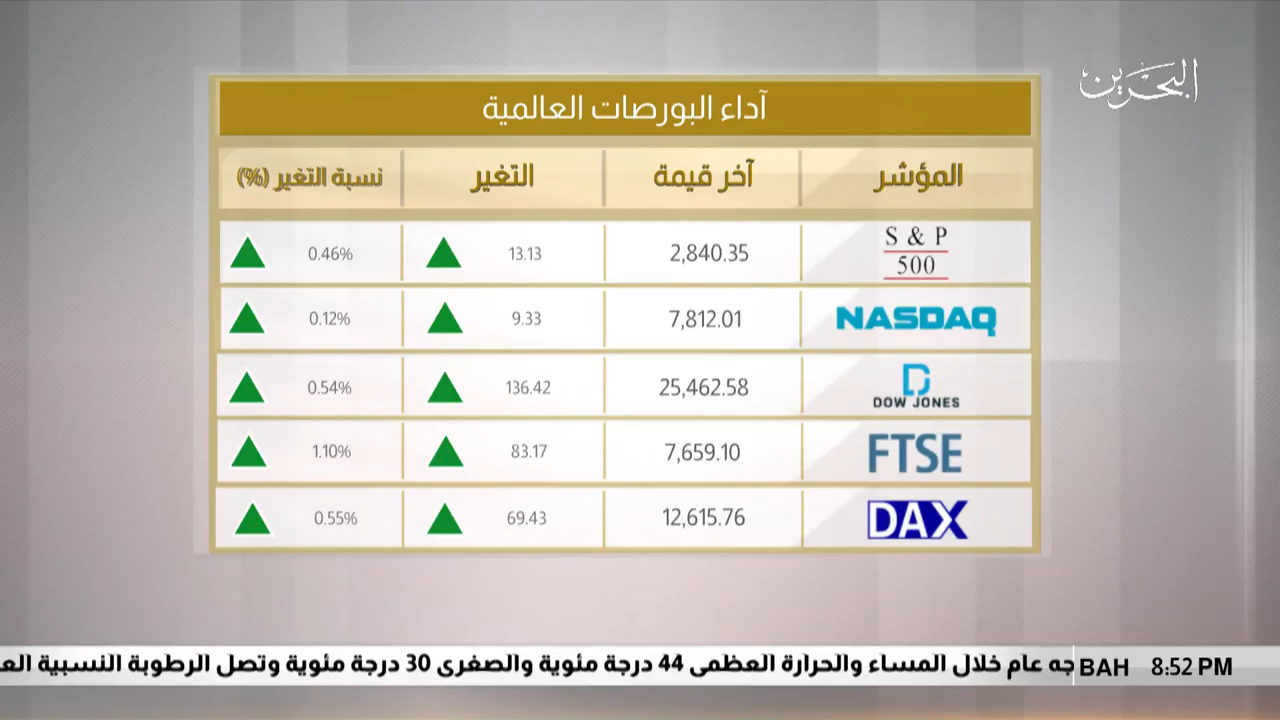 البحرين
آداء البورصات العالمية
المؤشر آخر قيمة التغير نسبة التغير (%)
S & P
500
2,840.35 13.13 0.46%
NASDAQ 7,812.01 9.33 0.12%
DOW JONES 25,462.58 136.42 0.54%
FTSE 7,659.10 83.17 1.10%
DAX 12,615.76 69.43 0.55%
جه عام خلال المساء والحرارة العظمى 44 درجة مئوية والصغرى 30 درجة مئوية وتصل الرطوبة النسبية الع
BAH 8:52 PM